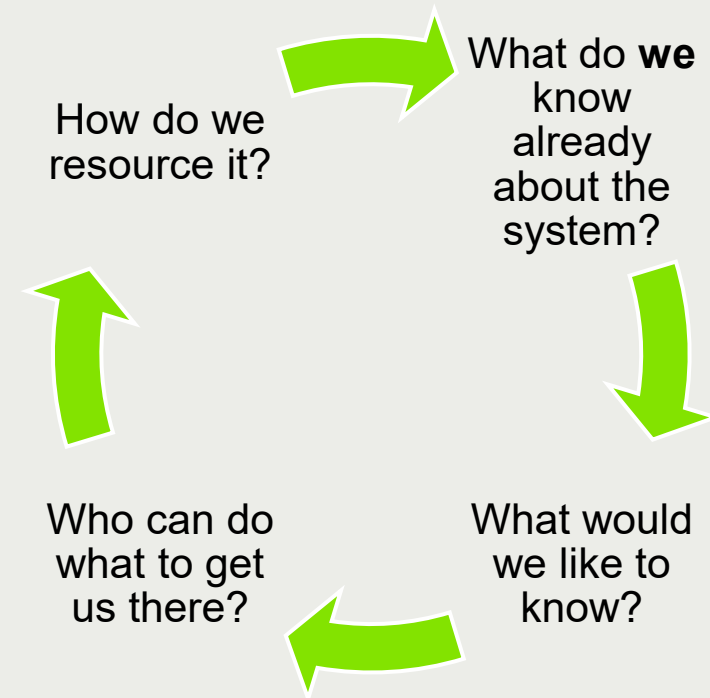 How do we
resource it?
What do we
know
already
about the
system?
What would
we like to
know?
Who can do
what to get
us there?